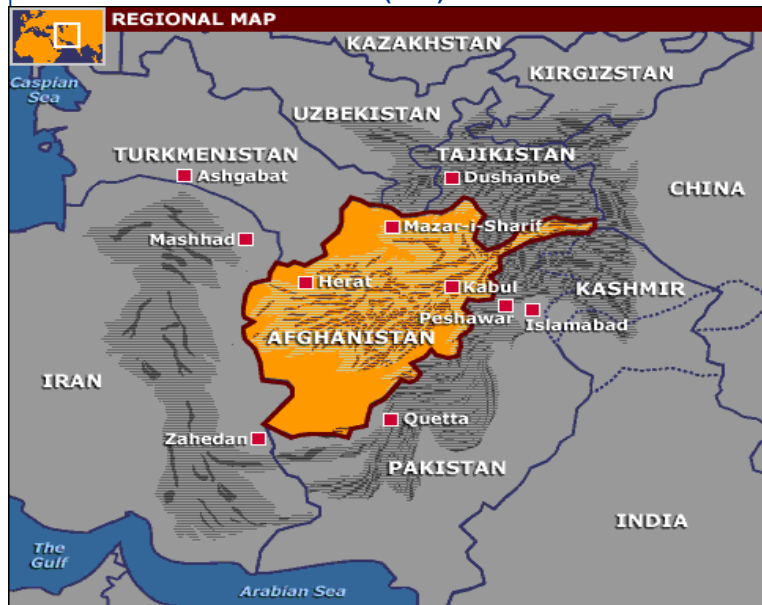 REGIONAL MAP
KAZAKHSTAN
KIRGIZSTAN
Caspian
Sea
UZBEKISTAN
TURKMENISTAN
TAJIKISTAN
Ashgabat
Dushanbe
CHINA
Mazar-i-Sharif
Mashhad
Herat
Kabul
KASHMIR
Peshawar
Islamabad
AFGHANISTAN
IRAN
Quetta
Zahedan
PAKISTAN
INDIA
The
Gulf
Arabian Sea